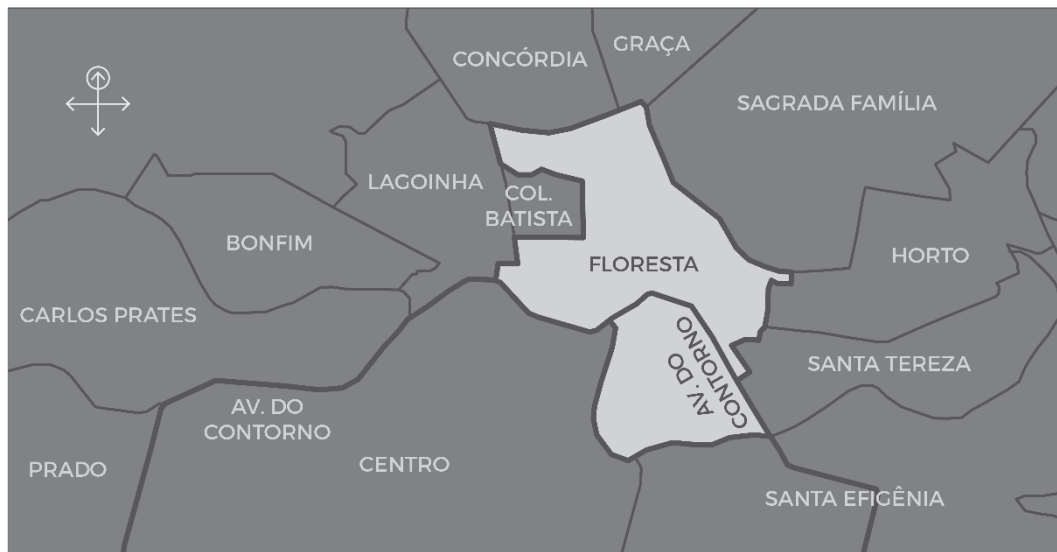 CONCÓRDIA
GRAÇA
SAGRADA FAMÍLIA
LAGOINHA
COL.
BATISTA
BONFIM
FLORESTA
HORTO
CARLOS PRATES
AV. DO
CONTORNO
SANTA TEREZA
AV. DO
CONTORNO
PRADO
CENTRO
SANTA EFIGÊNIA